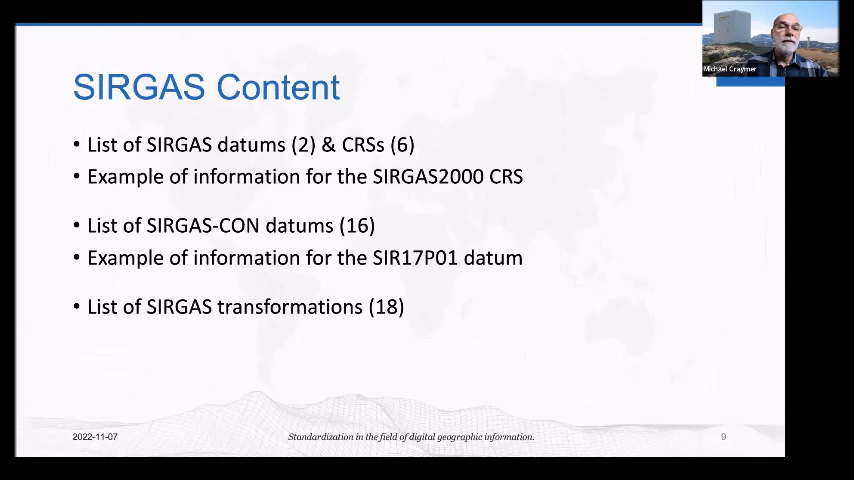 Michael Craymer
SIRGAS Content
• List of SIRGAS datums (2) & CRSs (6)
• Example of information for the SIRGAS2000 CRS
• List of SIRGAS-CON datums (16)
• Example of information for the SIR17P01 datum
• List of SIRGAS transformations (18)
2022-11-07
Standardization in the field of digital geographic information.
9